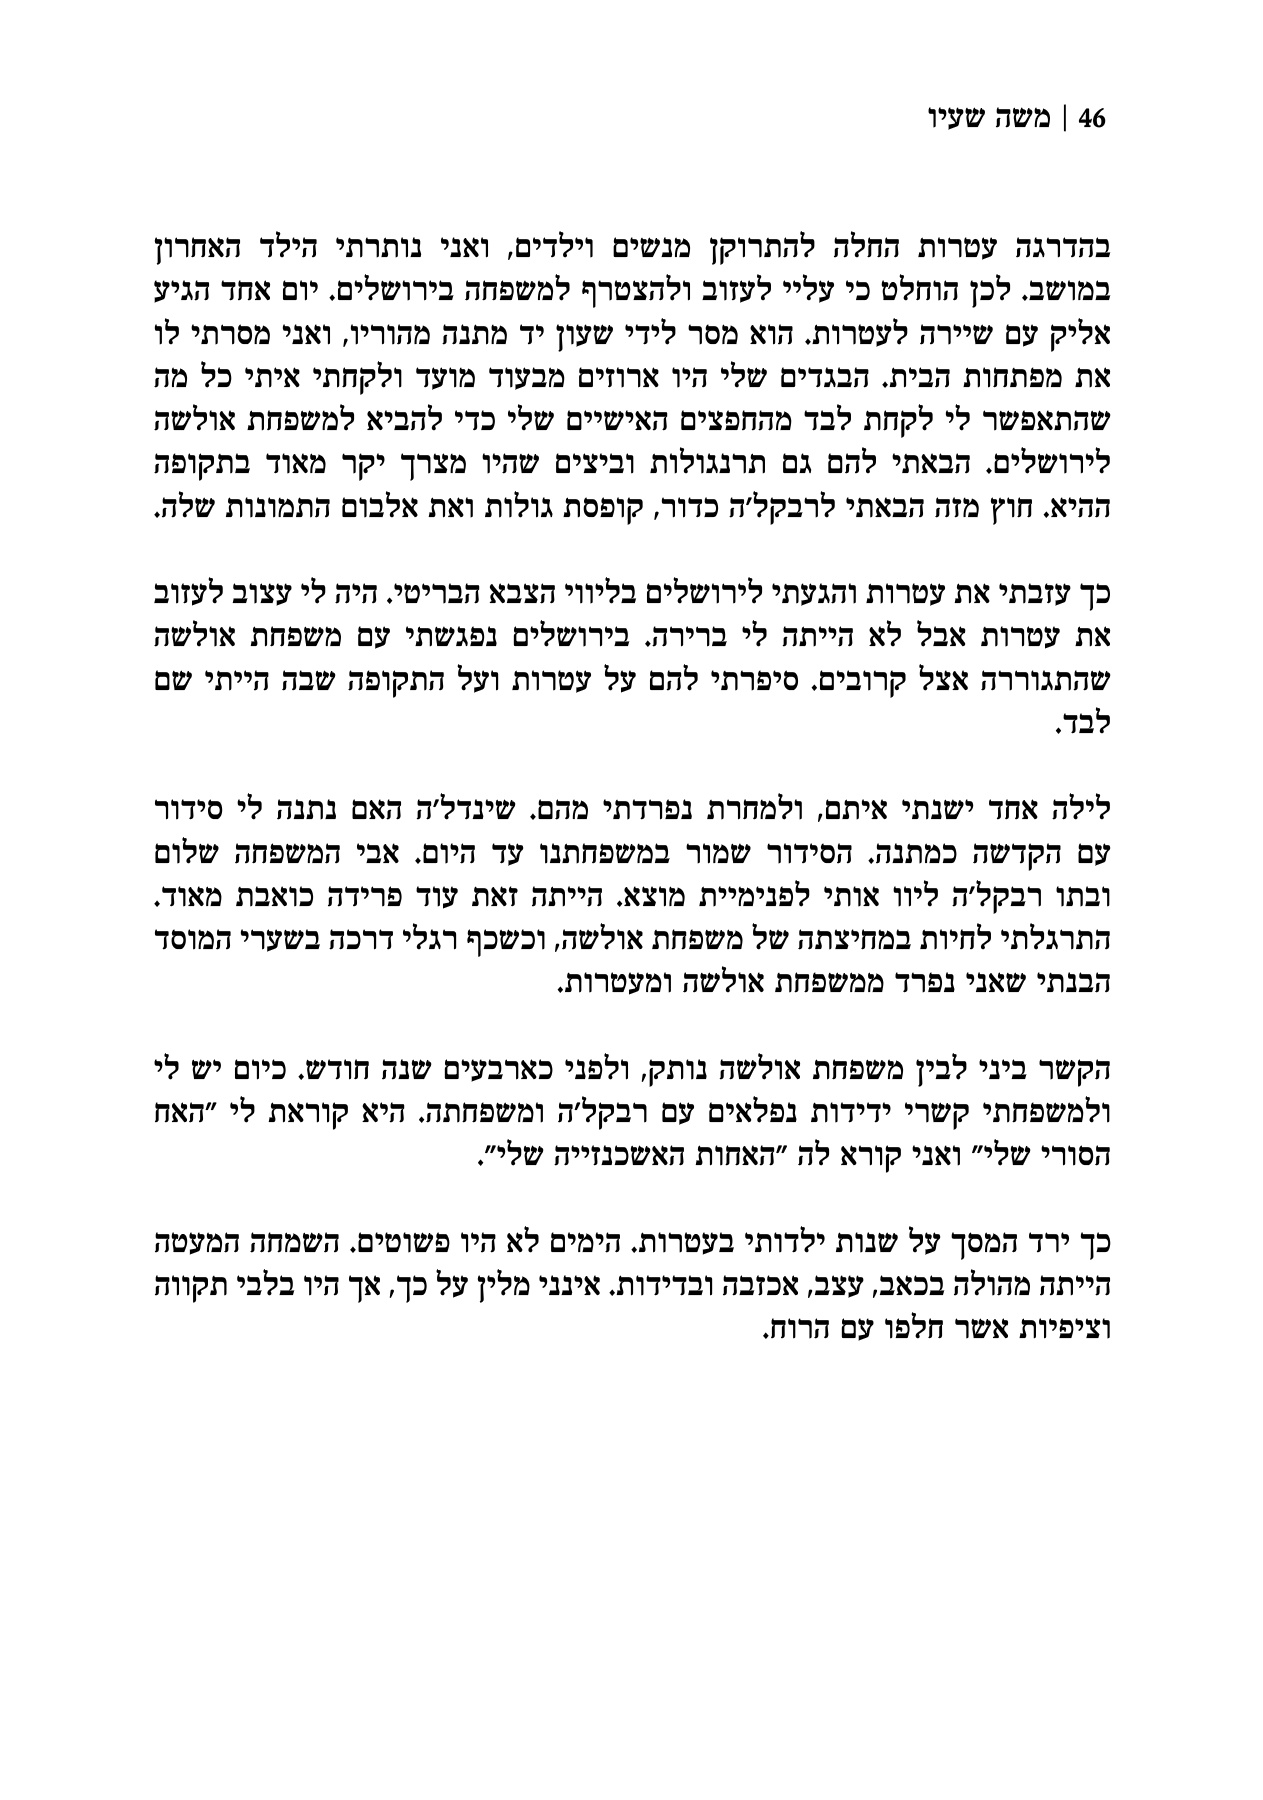 46 | משה שעיו
בהדרגה עטרות החלה להתרוקן מנשים וילדים, ואני נותרתי הילד האחרון
במושב. לכן הוחלט כי עליי לעזוב ולהצטרף למשפחה בירושלים. יום אחד הגיע
אליק עם שיירה לעטרות. הוא מסר לידי שעון יד מתנה מהוריו, ואני מסרתי לו
את מפתחות הבית. הבגדים שלי היו ארוזים מבעוד מועד ולקחתי איתי כל מה
שהתאפשר לי לקחת לבד מהחפצים האישיים שלי כדי להביא למשפחת אולשה
לירושלים. הבאתי להם גם תרנגולות וביצים שהיו מצרך יקר מאוד בתקופה
ההיא. חוץ מזה הבאתי לרבקל'ה כדור, קופסת גולות ואת אלבום התמונות שלה.
כך עזבתי את עטרות והגעתי לירושלים בליווי הצבא הבריטי. היה לי עצוב לעזוב
את עטרות אבל לא הייתה לי ברירה. בירושלים נפגשתי עם משפחת אולשה
שהתגוררה אצל קרובים. סיפרתי להם על עטרות ועל התקופה שבה הייתי שם
לבד.
לילה אחד ישנתי איתם, ולמחרת נפרדתי מהם. שינדל'ה האם נתנה לי סידור
עם הקדשה כמתנה. הסידור שמור במשפחתנו עד היום. אבי המשפחה שלום
ובתו רבקל'ה ליוו אותי לפנימיית מוצא. הייתה זאת עוד פרידה כואבת מאוד.
התרגלתי לחיות במחיצתה של משפחת אולשה, וכשכף רגלי דרכה בשערי המוסד
הבנתי שאני נפרד ממשפחת אולשה ומעטרות.
הקשר ביני לבין משפחת אולשה נותק, ולפני כארבעים שנה חודש. כיום יש לי
ולמשפחתי קשרי ידידות נפלאים עם רבקל'ה ומשפחתה. היא קוראת לי "האח
הסורי שלי" ואני קורא לה "האחות האשכנזייה שלי".
כך ירד המסך על שנות ילדותי בעטרות. הימים לא היו פשוטים. השמחה המעטה
הייתה מהולה בכאב, עצב, אכזבה ובדידות. אינני מלין על כך, אך היו בלבי תקווה
וציפיות אשר חלפו עם הרוח.